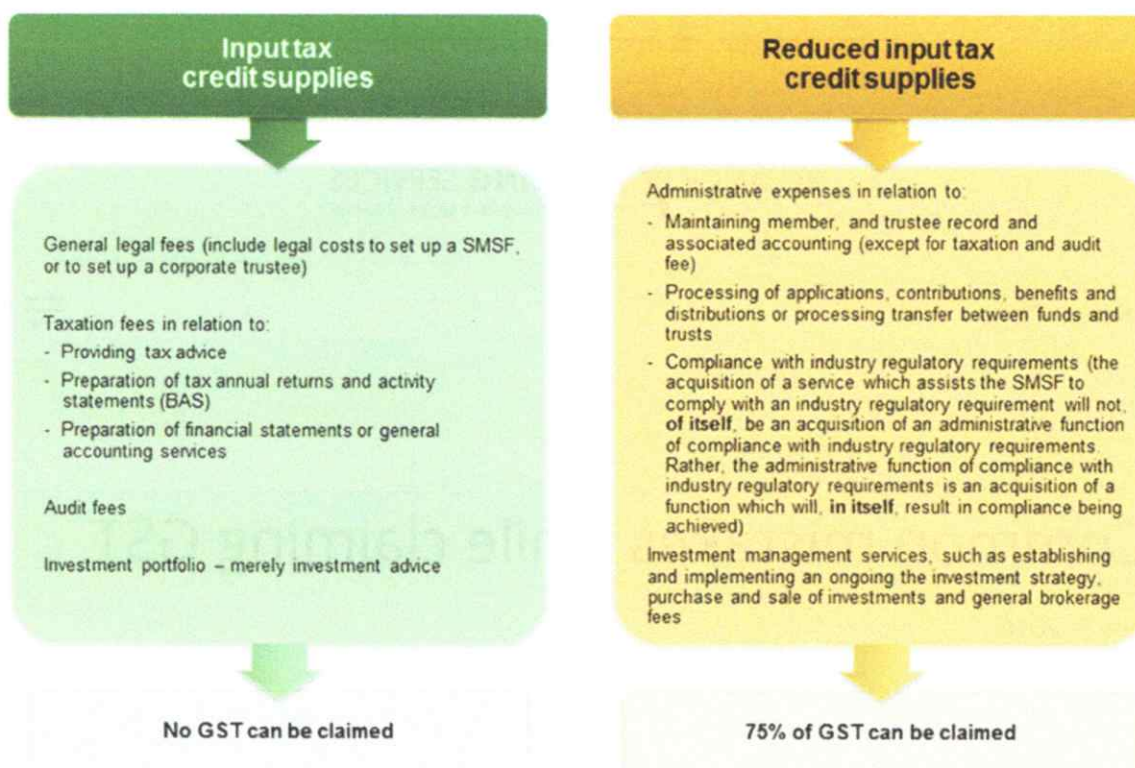 Input tax
credit supplies
General legal fees (include legal costs to set up a SMSF,
or to set up a corporate trustee)
Taxation fees in relation to:
- Providing tax advice
- Preparation of tax annual returns and activity
statements (BAS)
- Preparation of financial statements or general
accounting services
Audit fees
Investment portfolio – merely investment advice
No GST can be claimed
Reduced input tax
credit supplies
Administrative expenses in relation to:
- Maintaining member, and trustee record and
associated accounting (except for taxation and audit
fee)
- Processing of applications, contributions, benefits and
distributions or processing transfer between funds and
trusts
- Compliance with industry regulatory requirements (the
acquisition of a service which assists the SMSF to
comply with an industry regulatory requirement will not,
of itself, be an acquisition of an administrative function
of compliance with industry regulatory requirements.
Rather, the administrative function of compliance with
industry regulatory requirements is an acquisition of a
function which will, in itself, result in compliance being
achieved)
Investment management services, such as establishing
and implementing an ongoing the investment strategy,
purchase and sale of investments and general brokerage
fees
75% of GST can be claimed